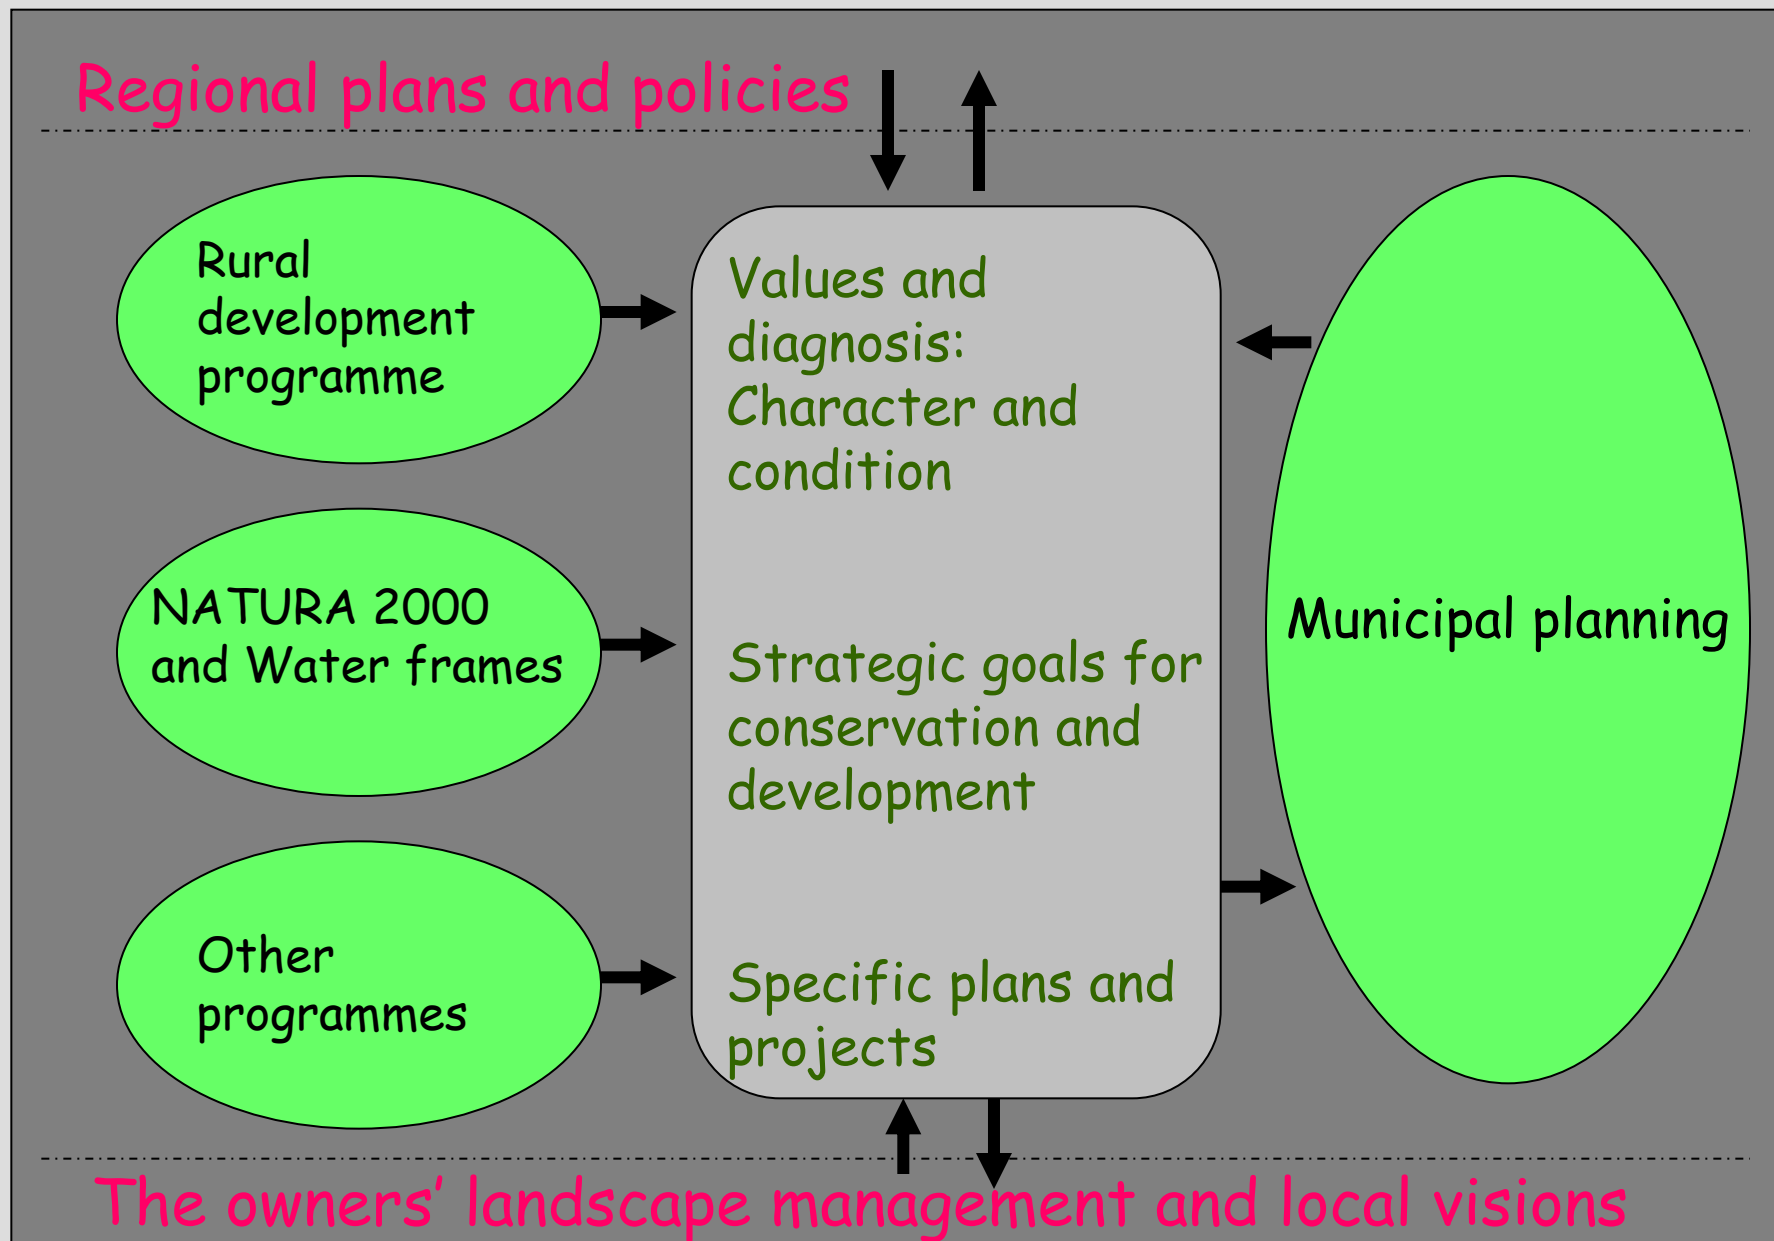 Regional plans and policies
Rural
development
programme
NATURA 2000
and Water frames
Other
programmes
Values and
diagnosis:
Character and
condition
Strategic goals for
conservation and
development
Specific plans and
projects
Municipal planning
The owners’ landscape management and local visions